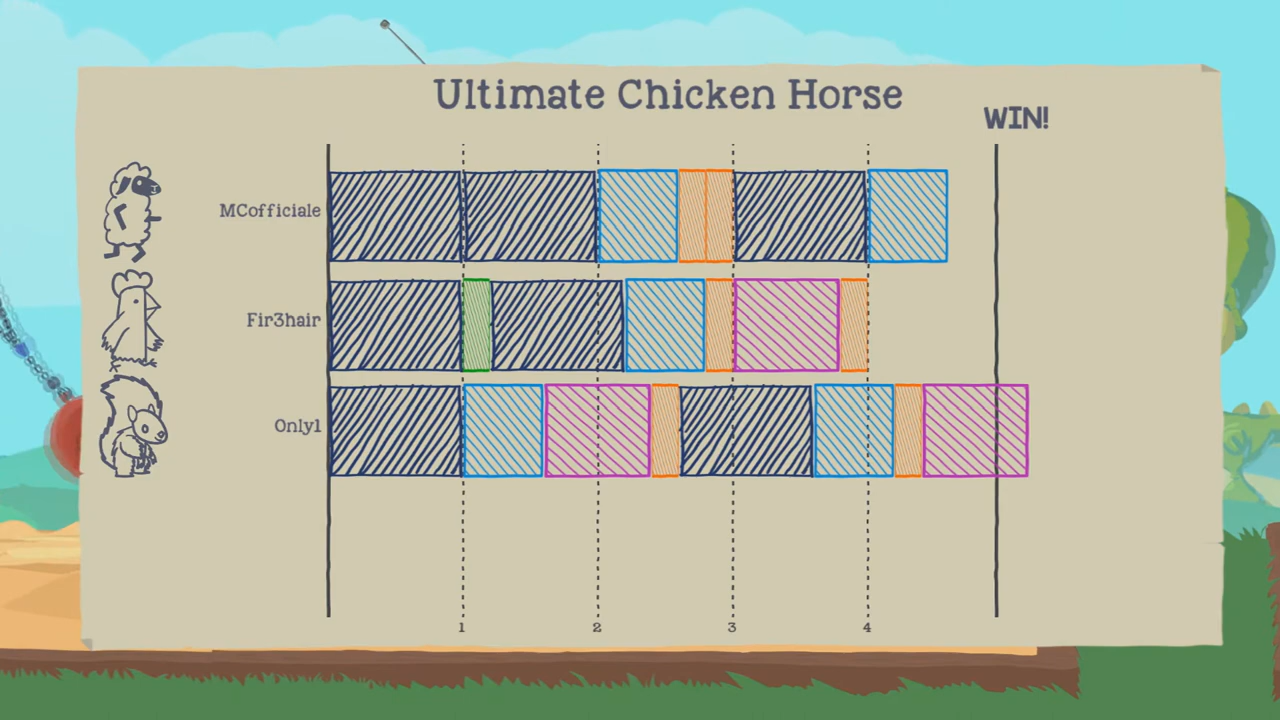 Ultimate Chicken Horse
WIN!
MCofficiale
Fir3hair
Only1
1 2 3 4